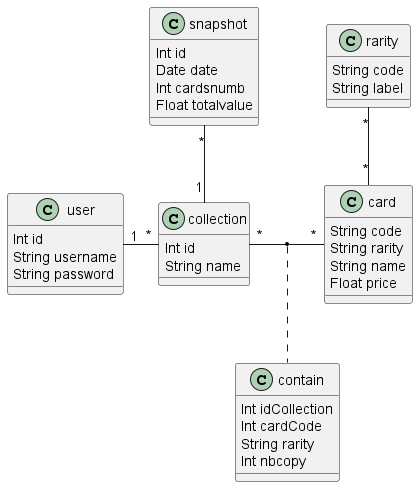 C snapshot
Int id
Date date
Int cardsnumb
Float totalvalue
C rarity
String code
String label
*
*
*
1
C user
Int id
String username
String password
1
*
C collection
Int id
String name
*
*
C card
String code
String rarity
String name
Float price
C contain
Int idCollection
Int cardCode
String rarity
Int nbcopy